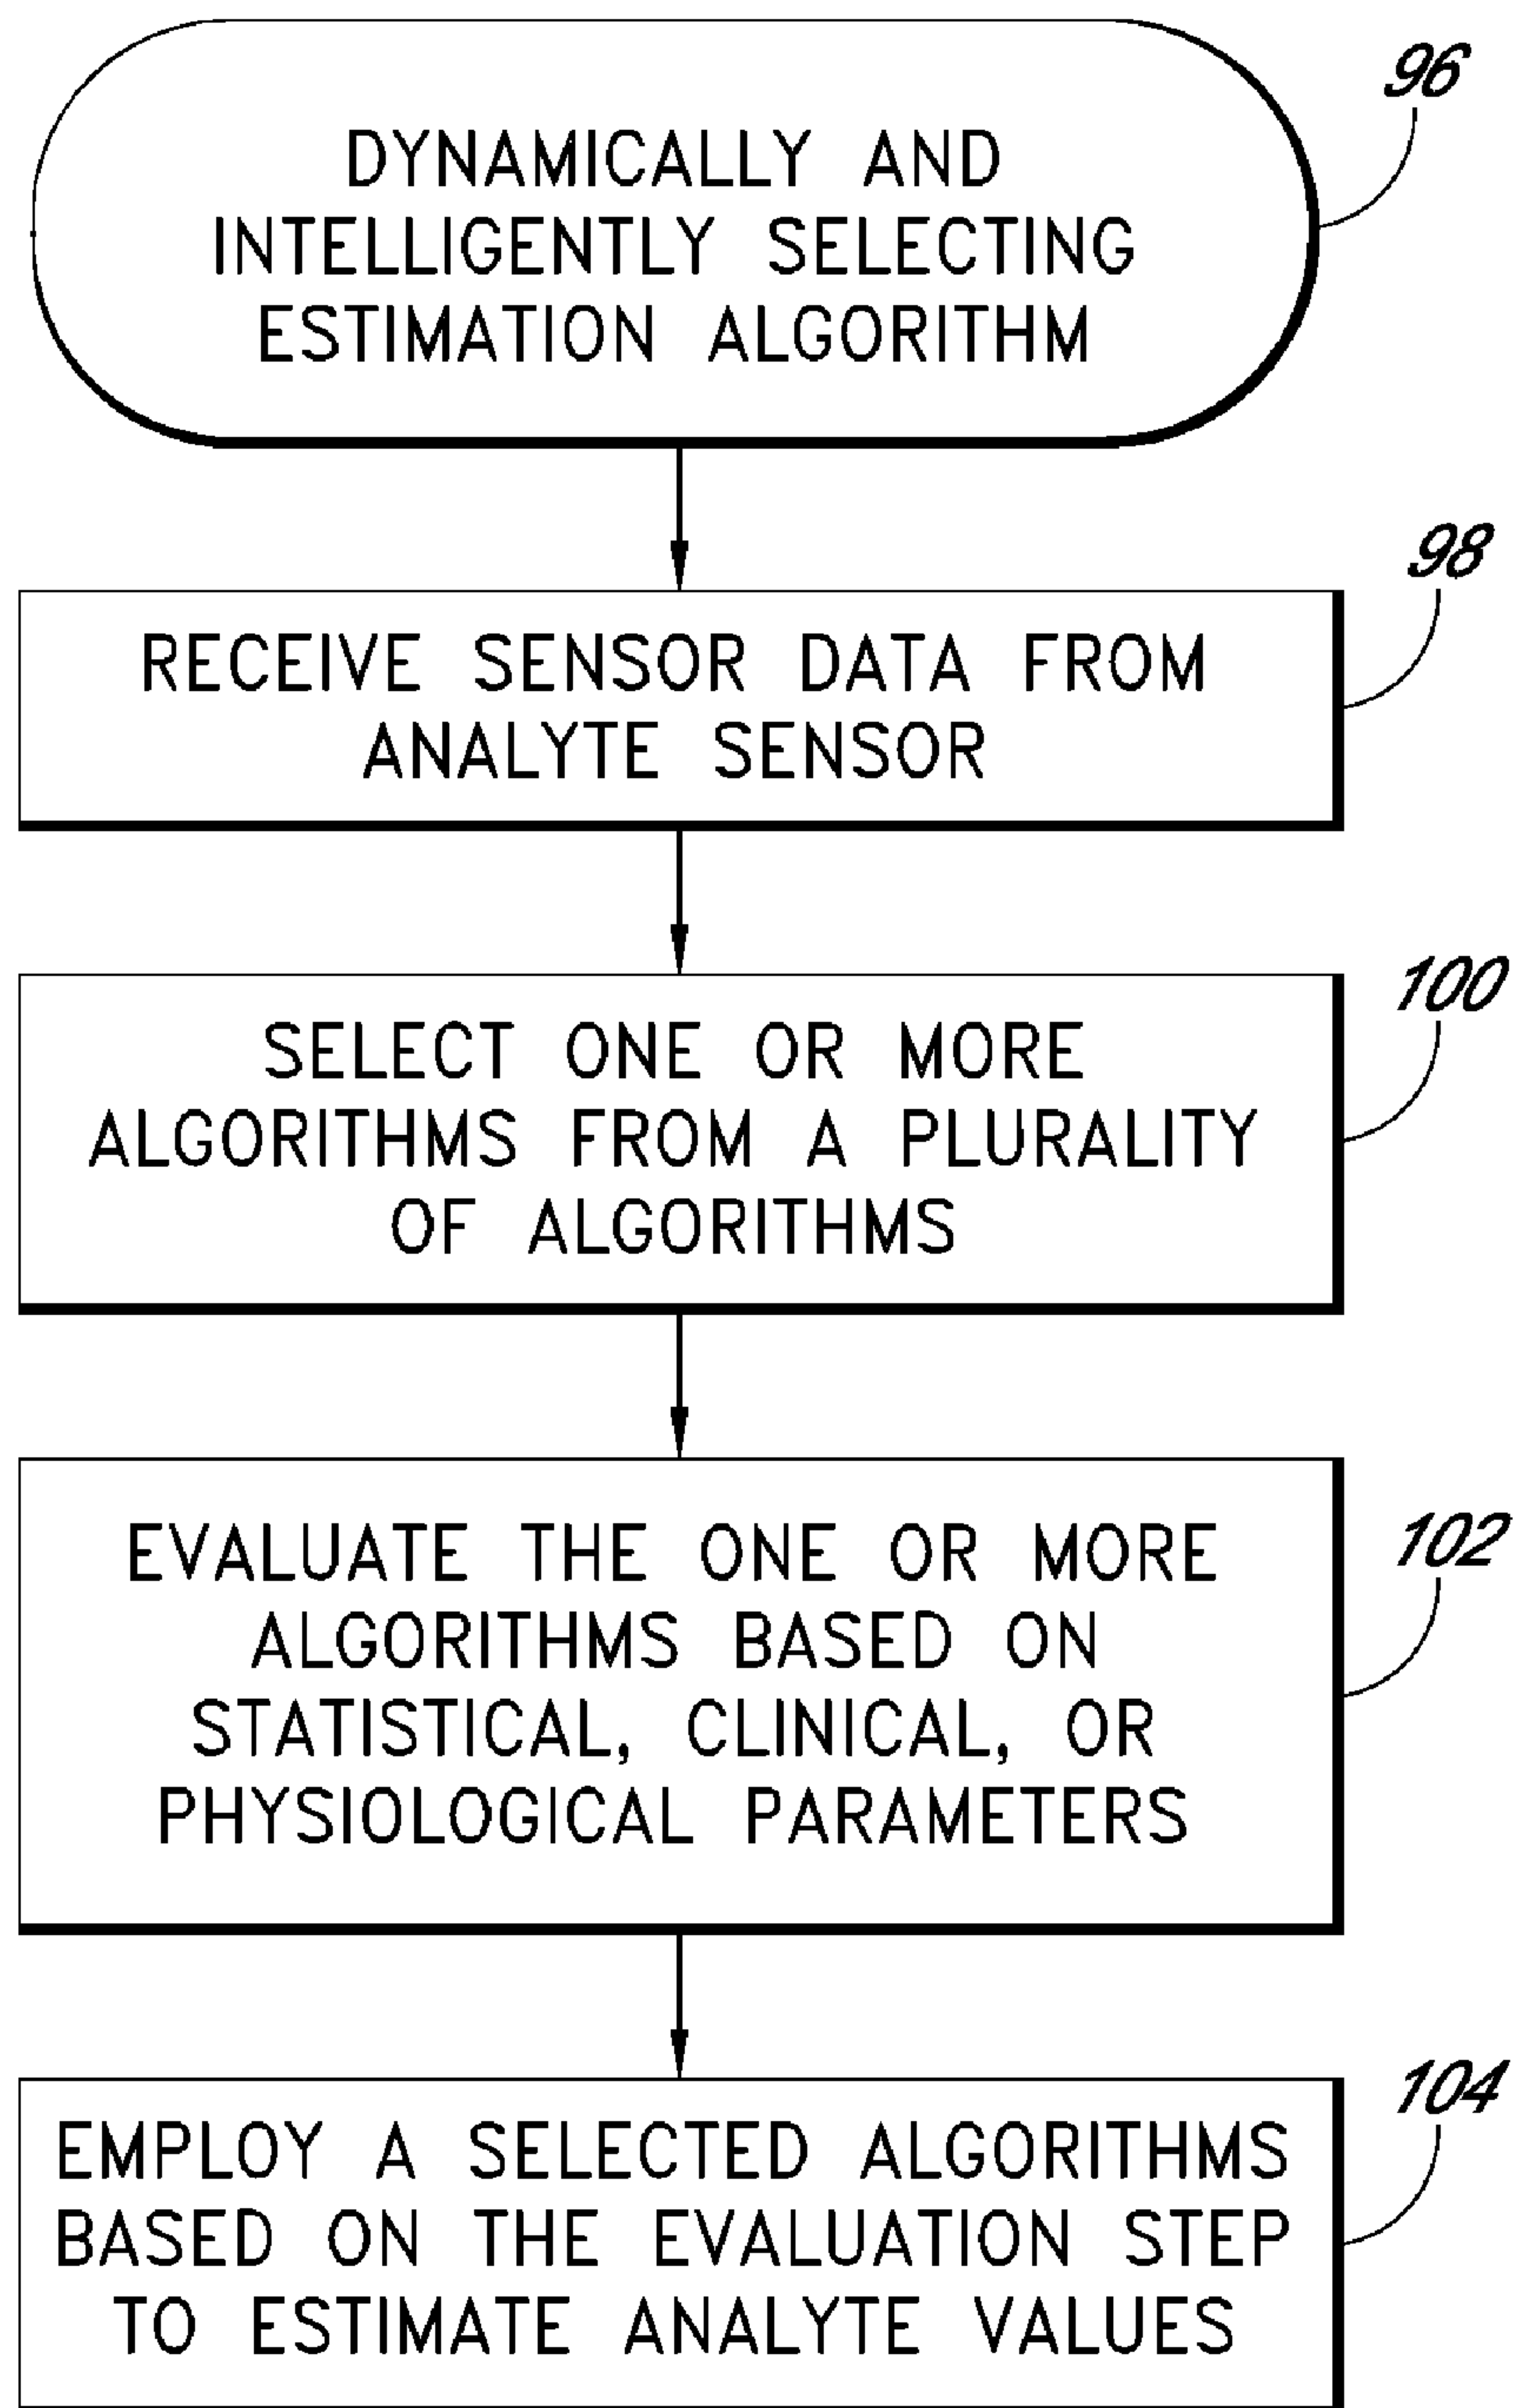 96
DYNAMICALLY AND
INTELLIGENTLY SELECTING
ESTIMATION ALGORITHM
98
RECEIVE SENSOR DATA FROM
ANALYTE SENSOR
100
SELECT ONE OR MORE
ALGORITHMS FROM A PLURALITY
OF ALGORITHMS
102
EVALUATE THE ONE OR MORE
ALGORITHMS BASED ON
STATISTICAL, CLINICAL, OR
PHYSIOLOGICAL PARAMETERS
104
EMPLOY A SELECTED ALGORITHMS
BASED ON THE EVALUATION STEP
TO ESTIMATE ANALYTE VALUES